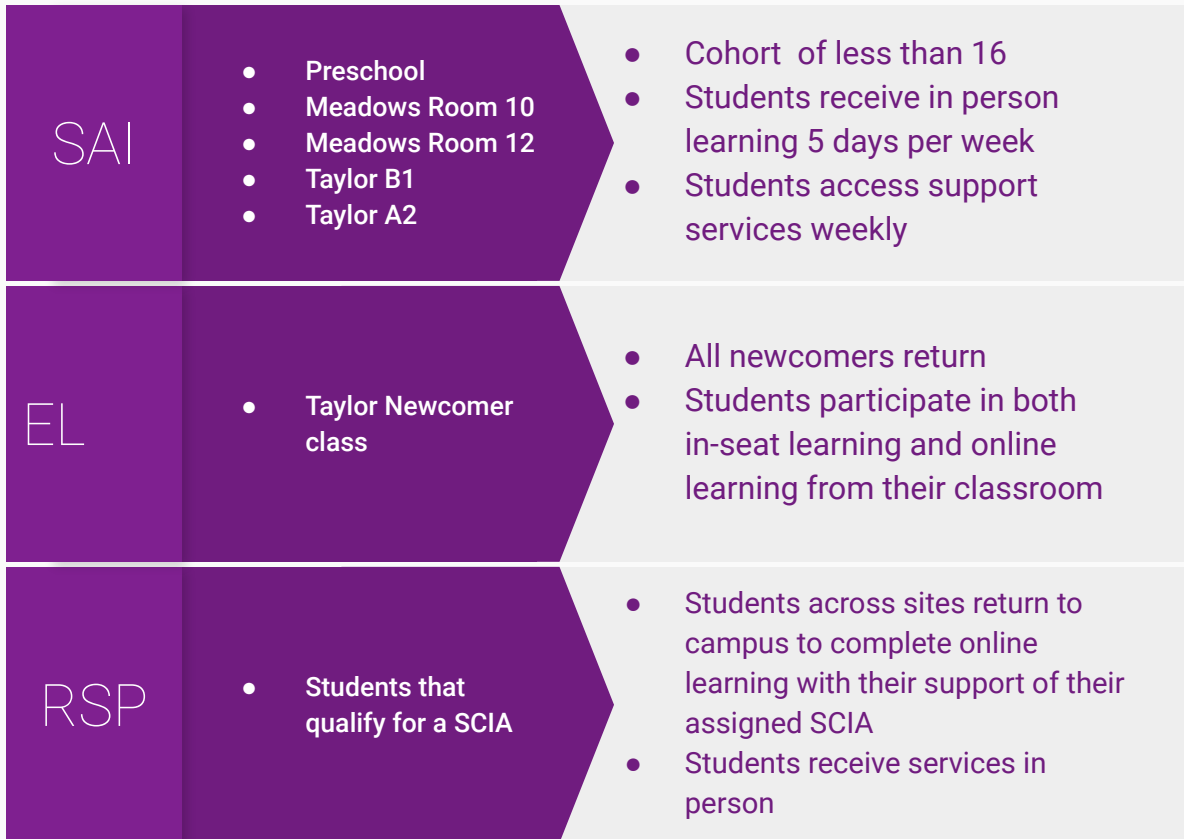 SAI
● Preschool
● Meadows Room 10
● Meadows Room 12
● Taylor B1
● Taylor A2
● Cohort of less than 16
● Students receive in person
learning 5 days per week
● Students access support
services weekly
EL
● Taylor Newcomer
class
● All newcomers return
● Students participate in both
in-seat learning and online
learning from their classroom
RSP
● Students that
qualify for a SCIA
● Students across sites return to
campus to complete online
learning with their support of their
assigned SCIA
● Students receive services in
person